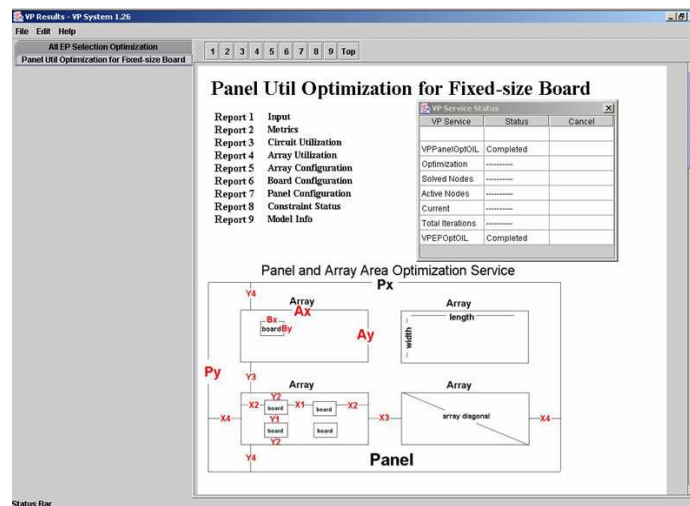 VP Results - VP System 1.26
File Edit Help
All EP Selection Optimization
Panel Util Optimization for Fixed-size Board
1 2 3 4 5 6 7 8 9 Top
Panel Util Optimization for Fixed-size Board
Report 1 Input
Report 2 Metrics
Report 3 Circuit Utilization
Report 4 Array Utilization
Report 5 Array Configuration
Report 6 Board Configuration
Report 7 Panel Configuration
Report 8 Constraint Status
Report 9 Model Info
VP Service Status
VP Service Status Cancel
VPPanelOptOIL Completed
Optimization ----------
Solved Nodes ----------
Active Nodes ----------
Current ----------
Total Iterations ----------
VPEPOptOIL Completed
Panel and Array Area Optimization Service
Px
Y4
Array Array
Ax length
Bx
board By
Ay width
Py Y3
Array Array
Y2
X2 board X1 board X2
X4 Y1 X3 array diagonal X4
board board
Y2
Y4 Panel
Status Bar